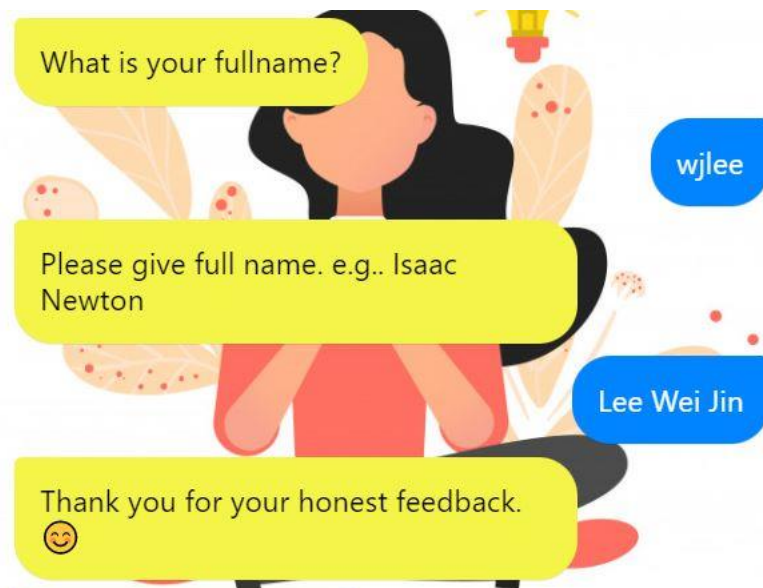 What is your fullname?
wjlee
Please give full name. e.g.. Isaac
Newton
Lee Wei Jin
Thank you for your honest feedback.
😊